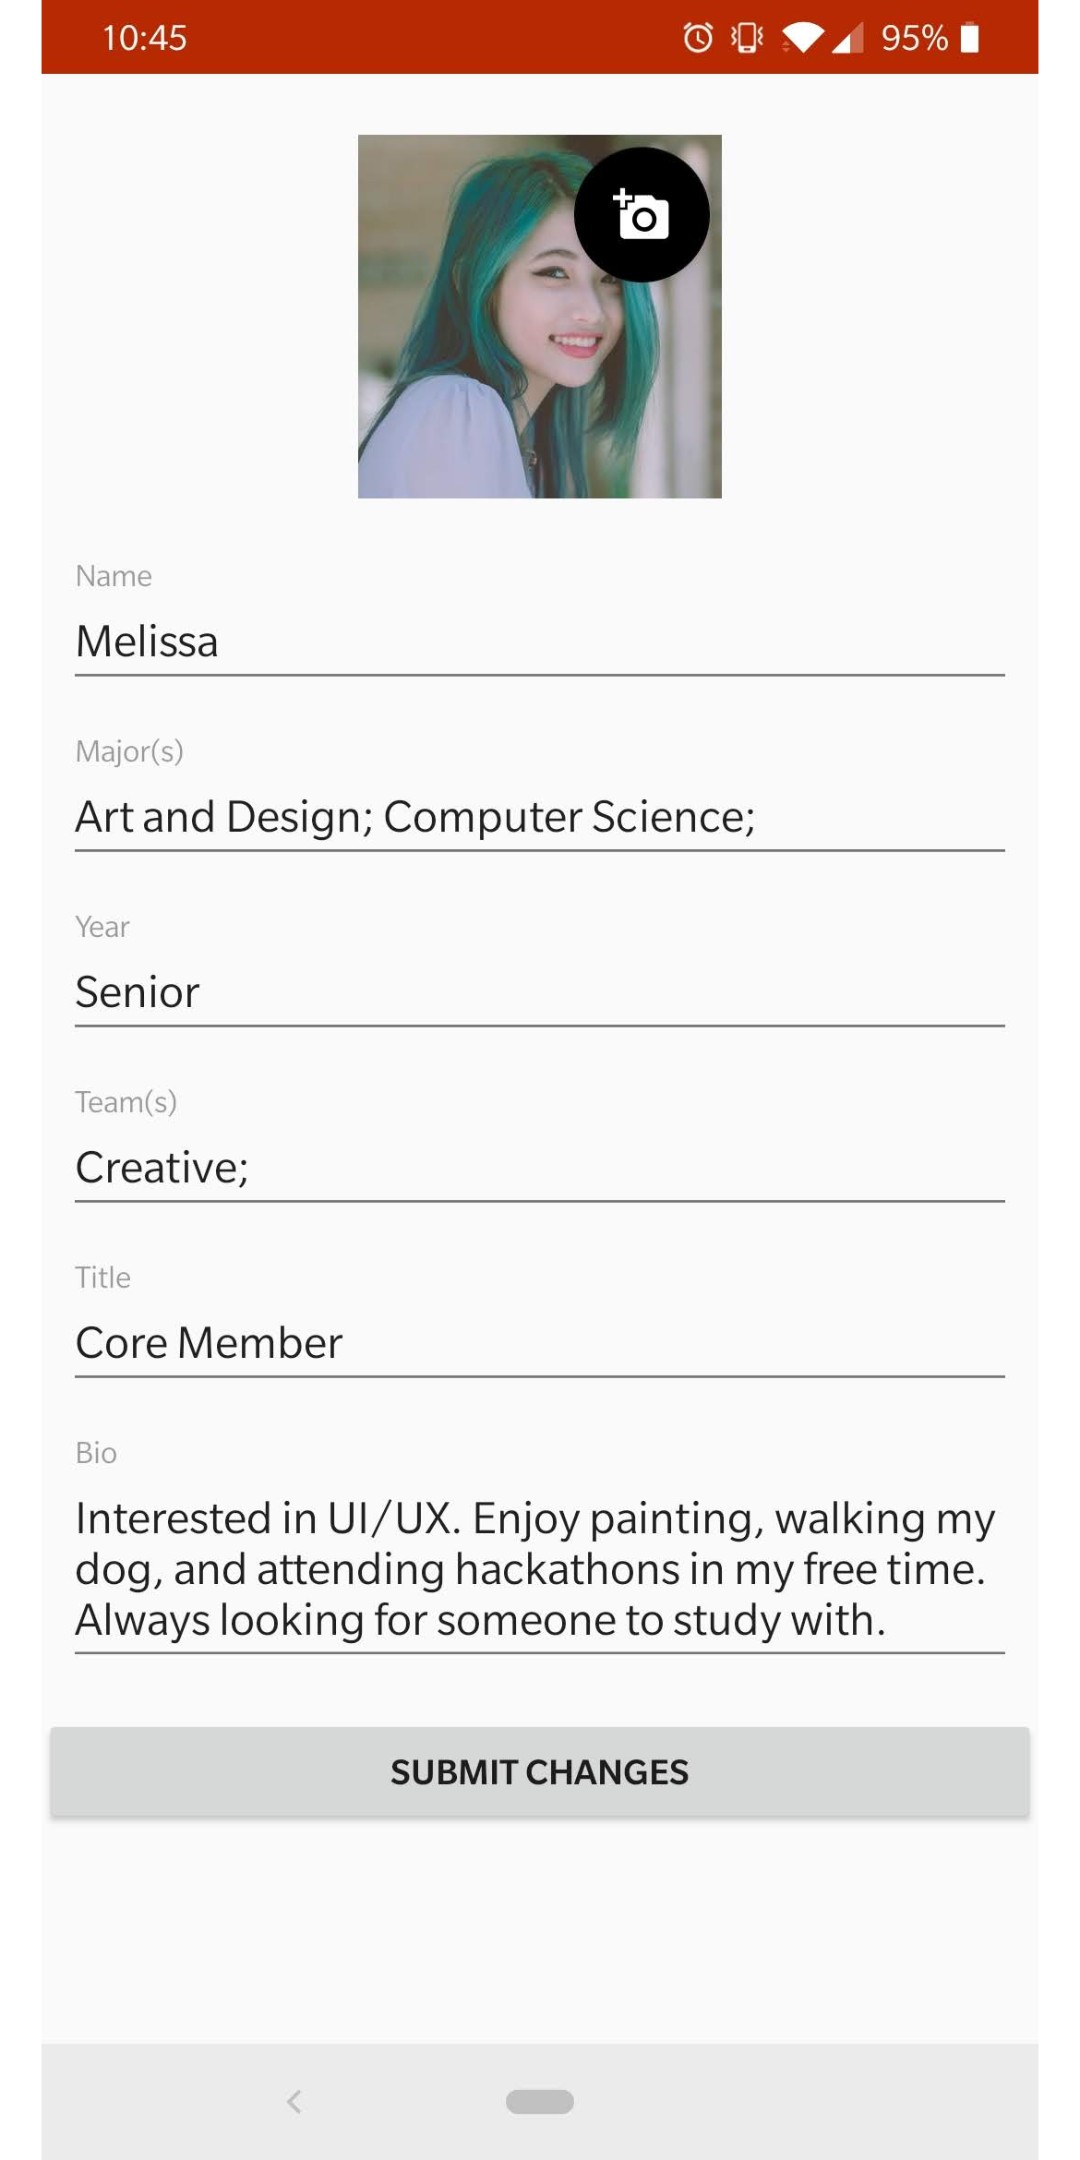 10:45 95%
Name
Melissa
Major(s)
Art and Design; Computer Science;
Year
Senior
Team(s)
Creative;
Title
Core Member
Bio
Interested in UI/UX. Enjoy painting, walking my
dog, and attending hackathons in my free time.
Always looking for someone to study with.
SUBMIT CHANGES